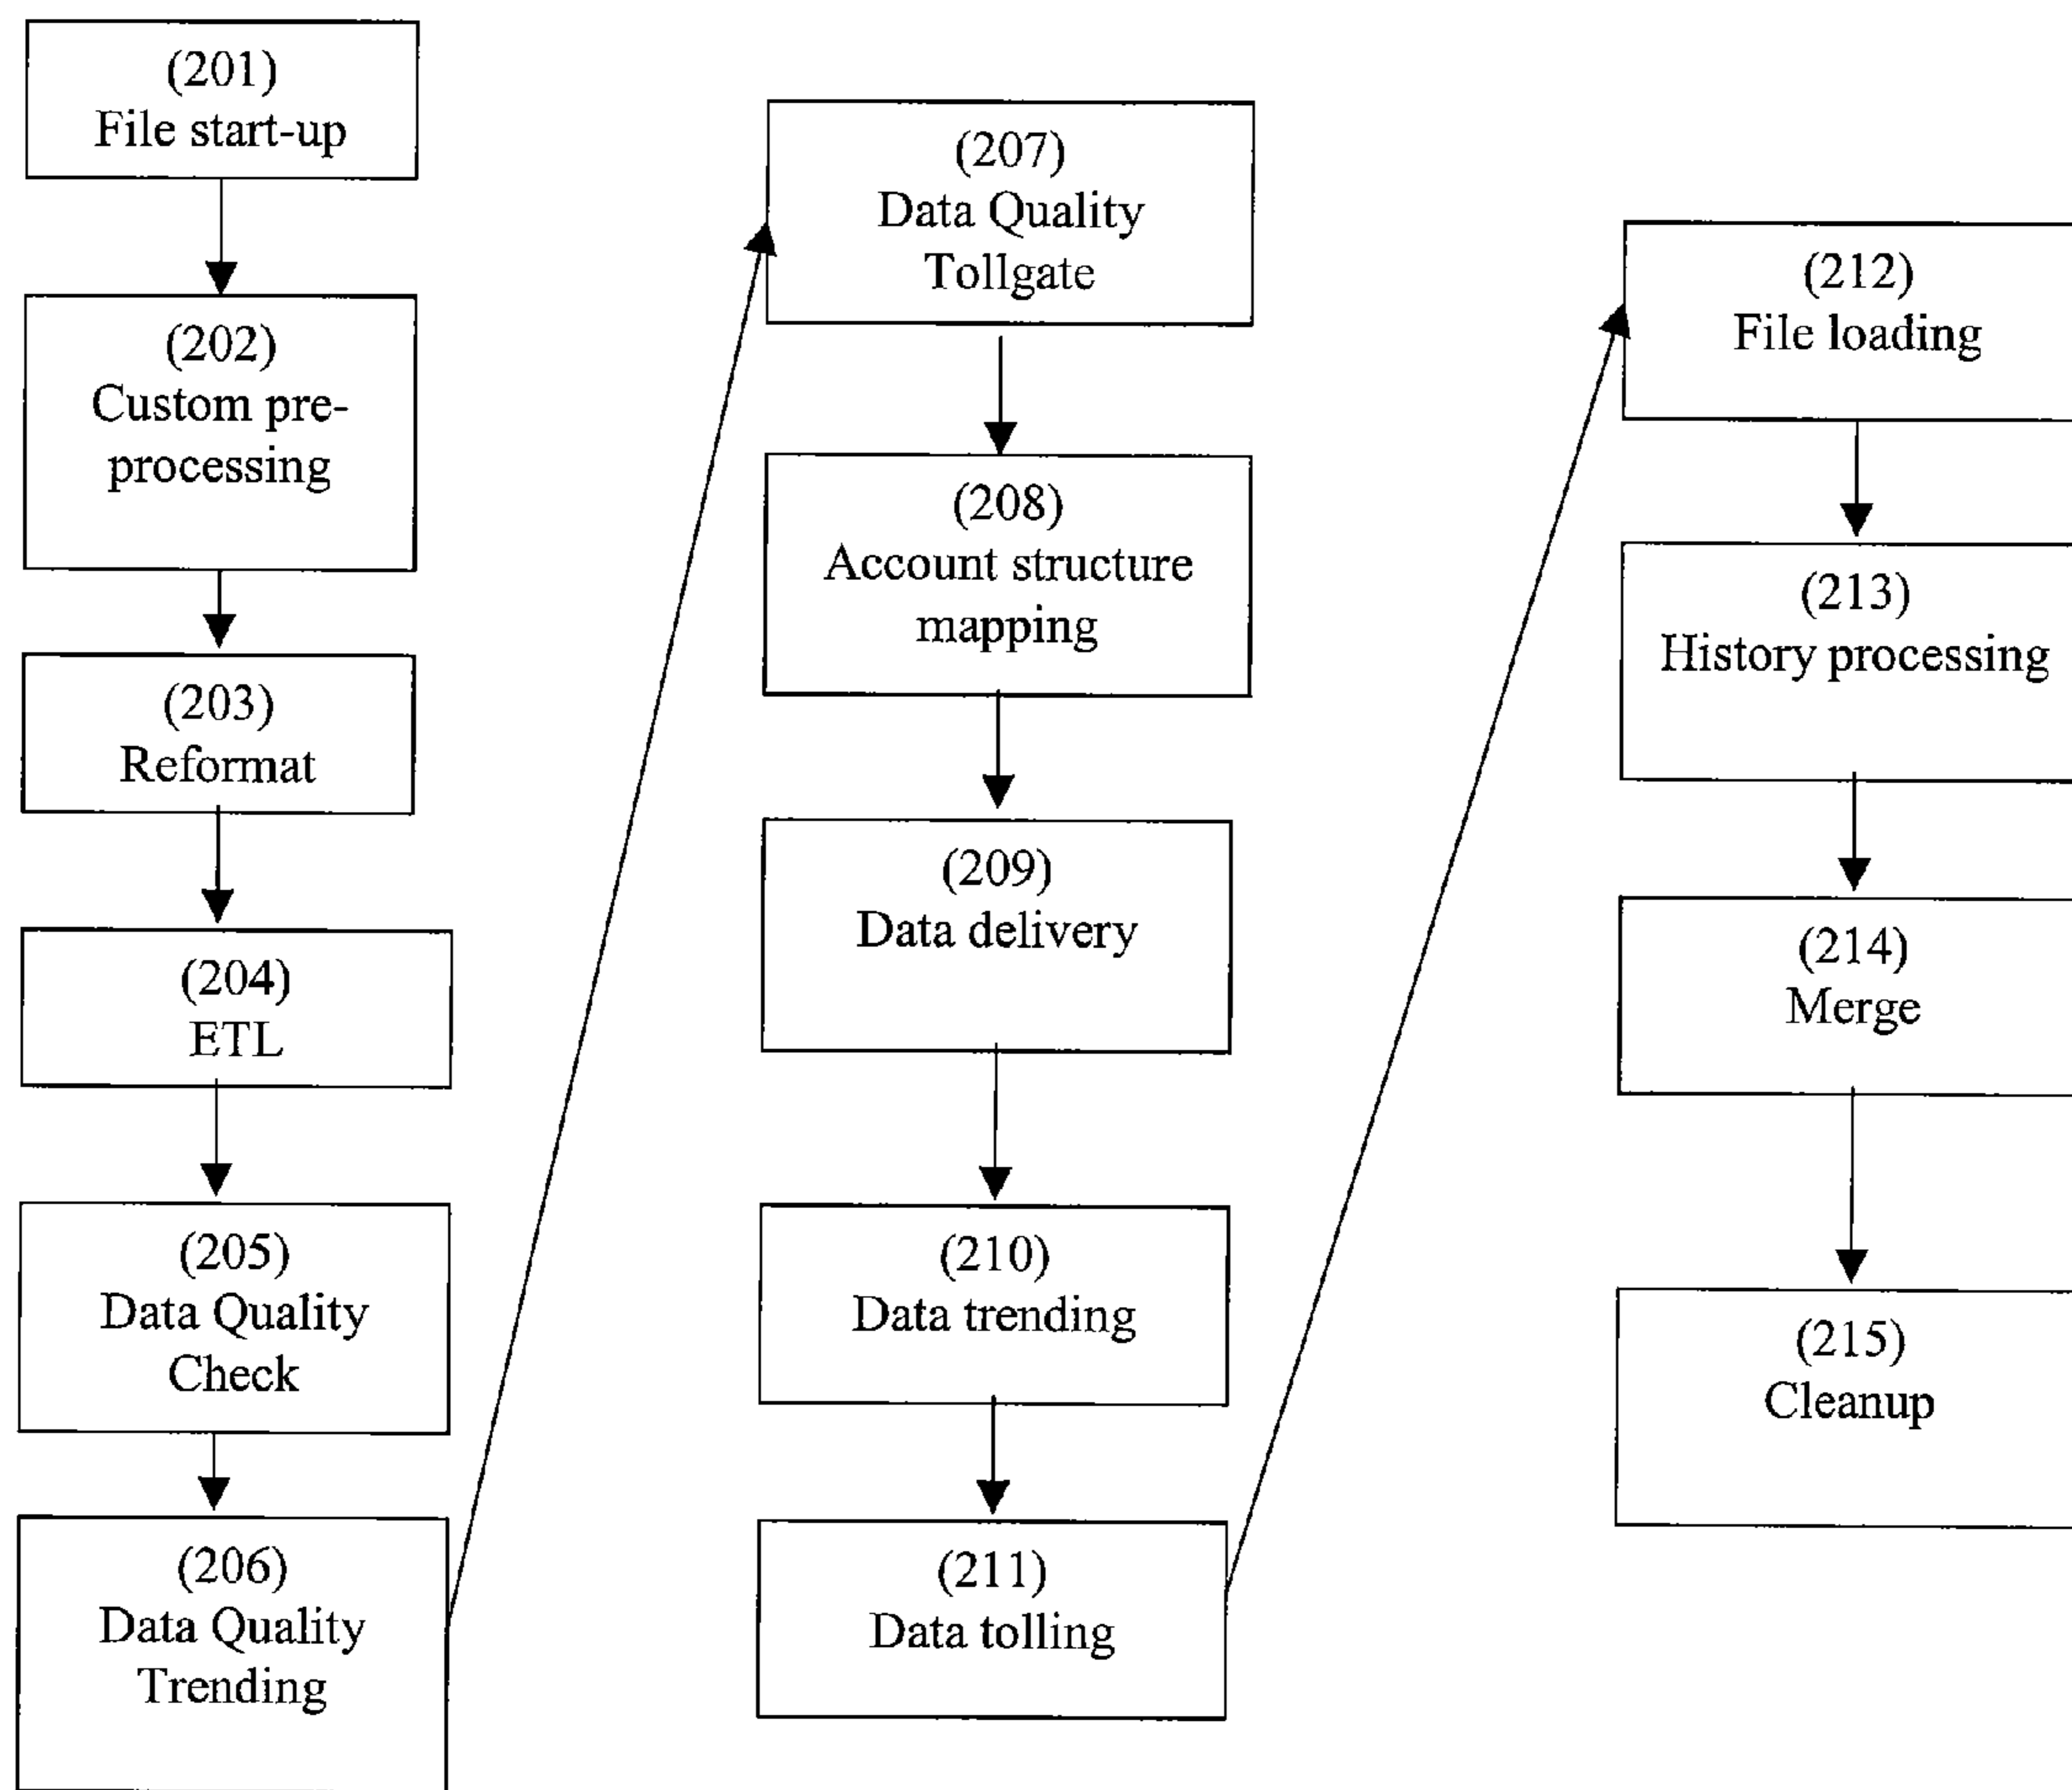 (201)
File start-up
(202)
Custom pre-
processing
(203)
Reformat
(204)
ETL
(205)
Data Quality
Check
(206)
Data Quality
Trending
(207)
Data Quality
Tollgate
(208)
Account structure
mapping
(209)
Data delivery
(210)
Data trending
(211)
Data tolling
(212)
File loading
(213)
History processing
(214)
Merge
(215)
Cleanup